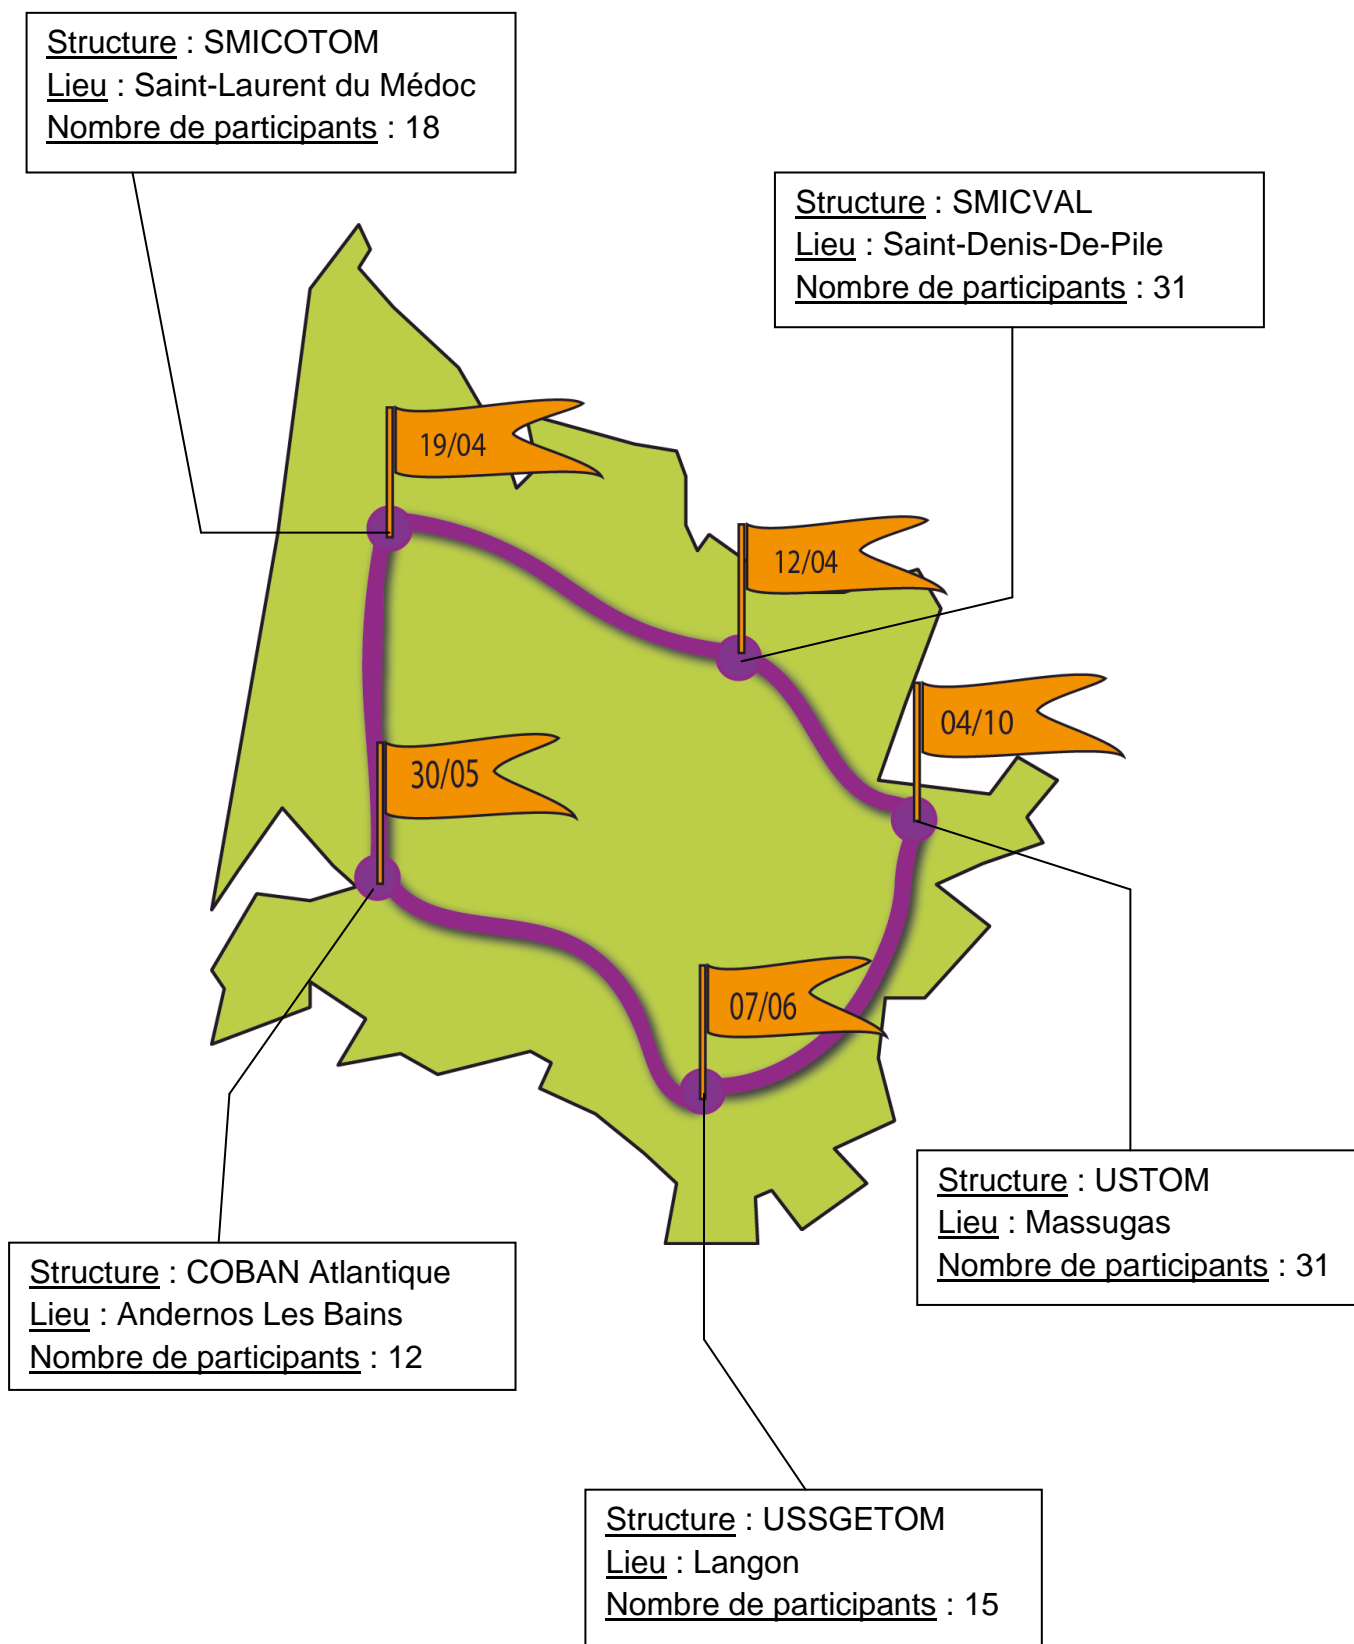 Structure : SMICOTOM
Lieu : Saint-Laurent du Médoc
Nombre de participants : 18
Structure : SMICVAL
Lieu : Saint-Denis-De-Pile
Nombre de participants : 31
19/04
12/04
04/10
30/05
07/06
Structure : USTOM
Lieu : Massugas
Nombre de participants : 31
Structure : COBAN Atlantique
Lieu : Andernos Les Bains
Nombre de participants : 12
Structure : USSGETOM
Lieu : Langon
Nombre de participants : 15